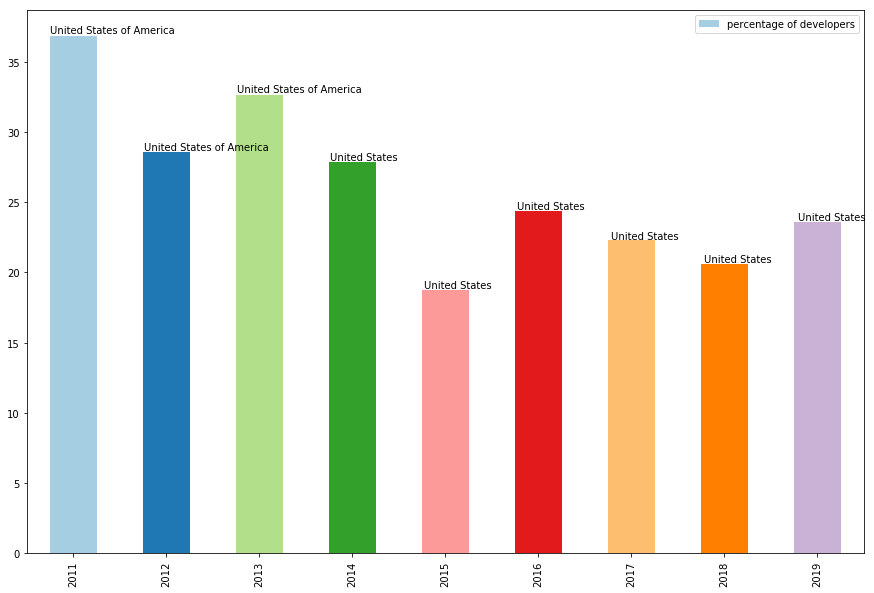 United States of America
percentage of developers
35
United States of America
30
United States of America
United States
25
United States
United States
United States
20
United States
United States
15
10
5
0
2011
2012
2013
2014
2015
2016
2017
2018
2019